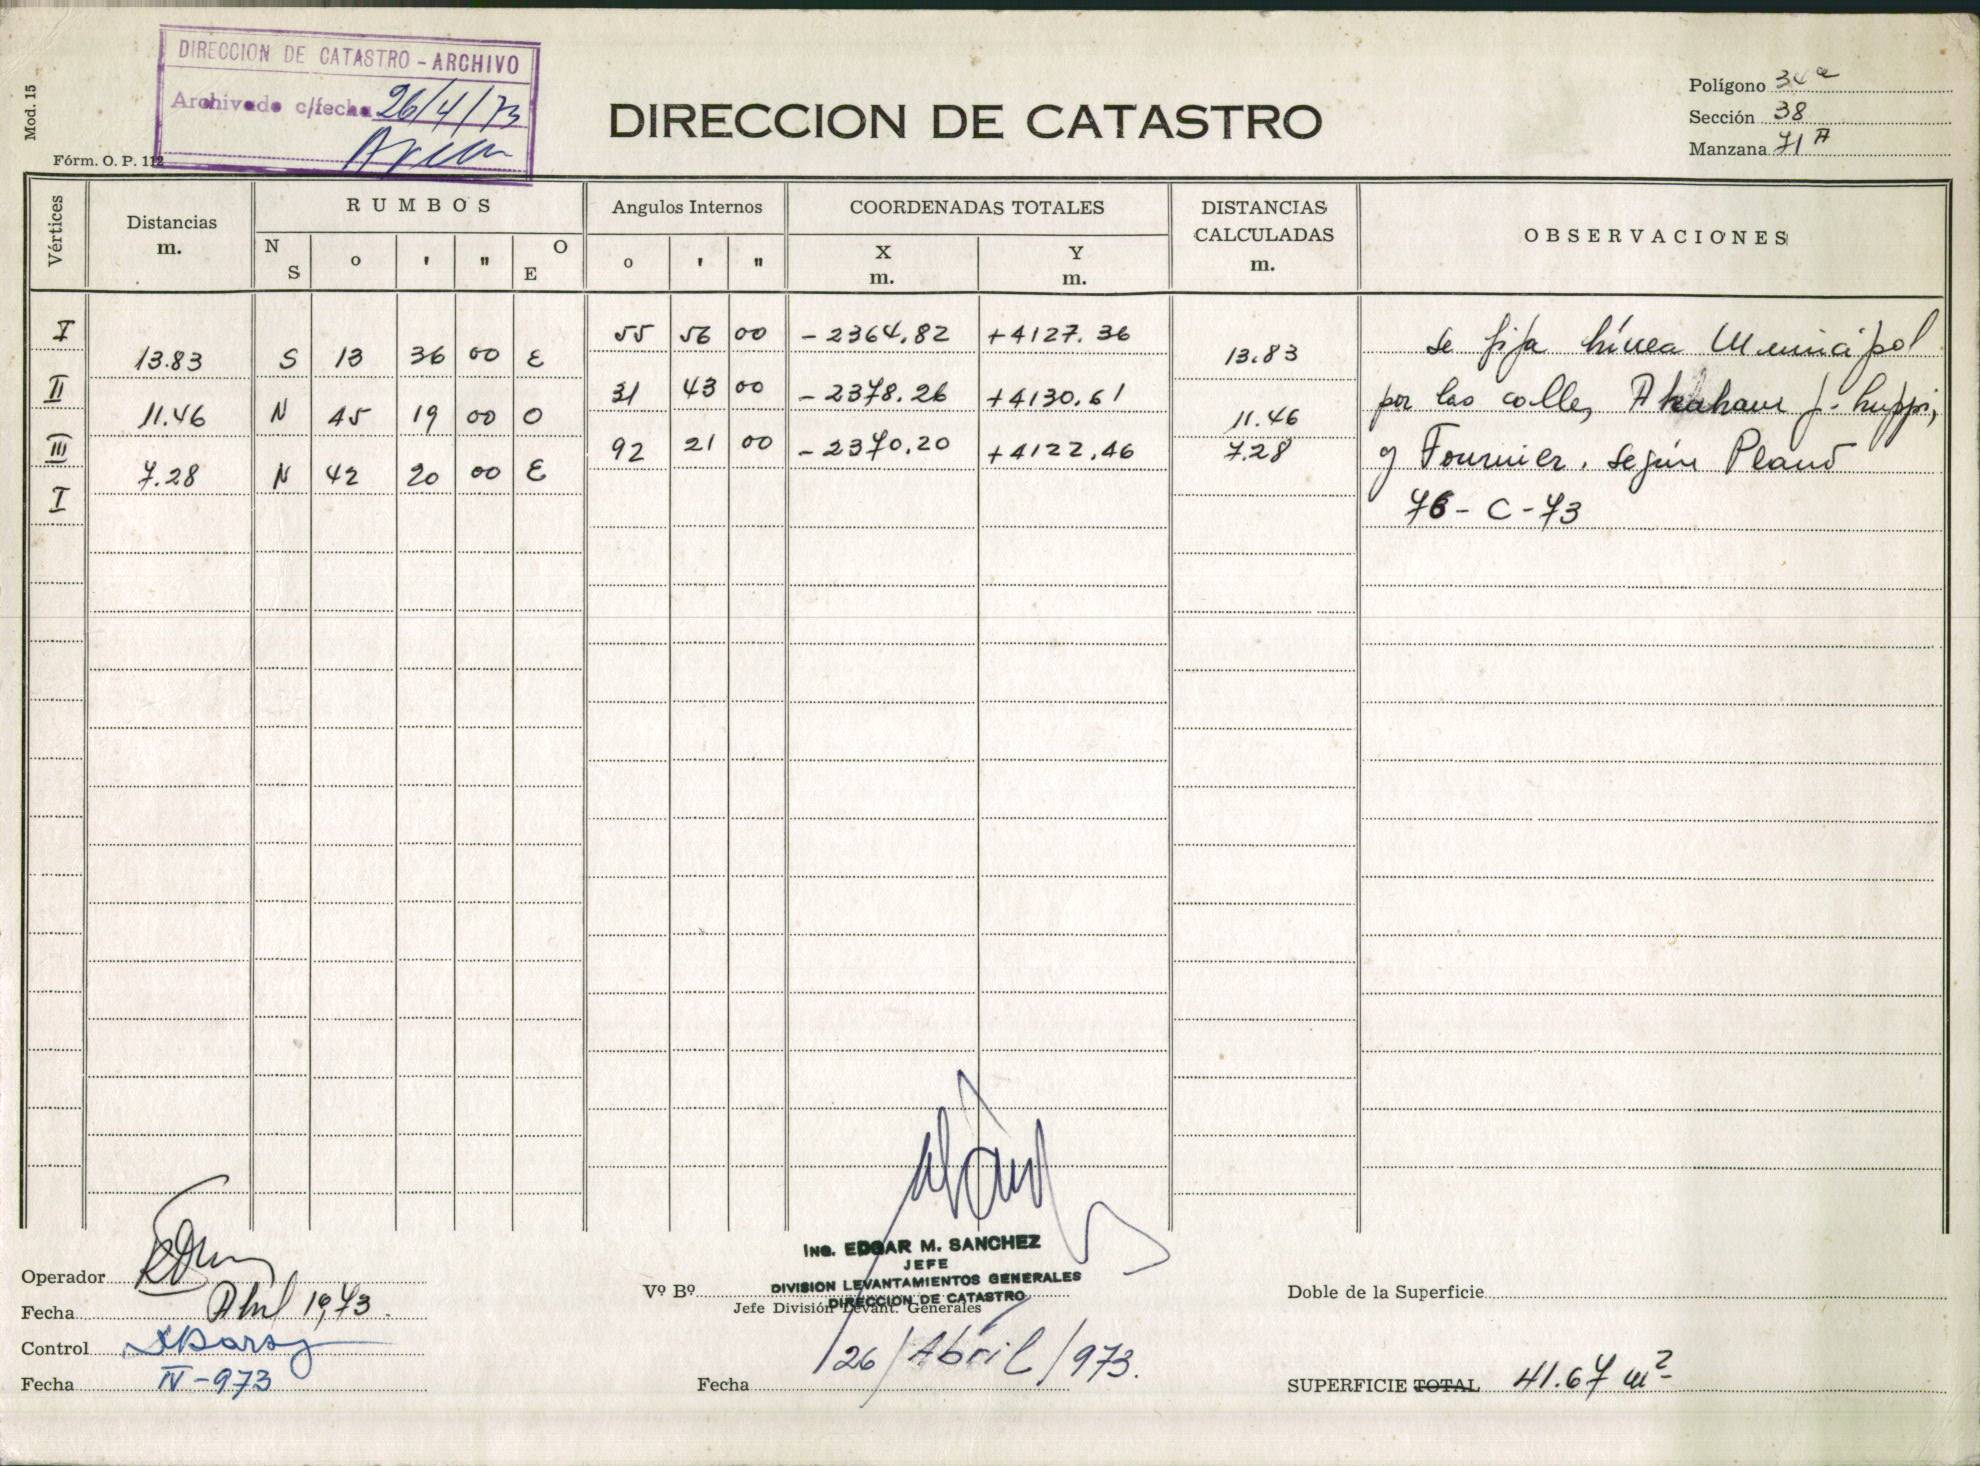 Mod. 15
DIRECCION DE CATASTRO - ARCHIVO
Archivado c/fecha 26/4/73
Fórm. O. P. 112
DIRECCION DE CATASTRO
Polígono 34ª
Sección 38
Manzana 71 A
Vértices
Distancias m.
RUMBOS
N S o ' " O E
Angulos Internos
o ' "
COORDENADAS TOTALES
X m. Y m.
DISTANCIAS CALCULADAS m.
OBSERVACIONES
I 55 56 00 -2364.82 +4127.36
13.83 S 13 36 00 E 13.83
II 31 43 00 -2378.26 +4130.61
11.46 N 45 19 00 O 11.46
III 92 21 00 -2370.20 +4122.46
7.28 N 42 20 00 E 7.28
I
se fija línea Municipal
por las calles Abraham J. Luppi,
y Fournier. según Plano
76 - C - 73
Operador
Fecha Abril 1973.
Control
Fecha IV - 973
Vº Bº
ING. EDGAR M. SANCHEZ
JEFE
DIVISION LEVANTAMIENTOS GENERALES
DIRECCION DE CATASTRO
Jefe División Levant. Generales
Fecha 26/Abril/973.
Doble de la Superficie
SUPERFICIE TOTAL 41.67 m²